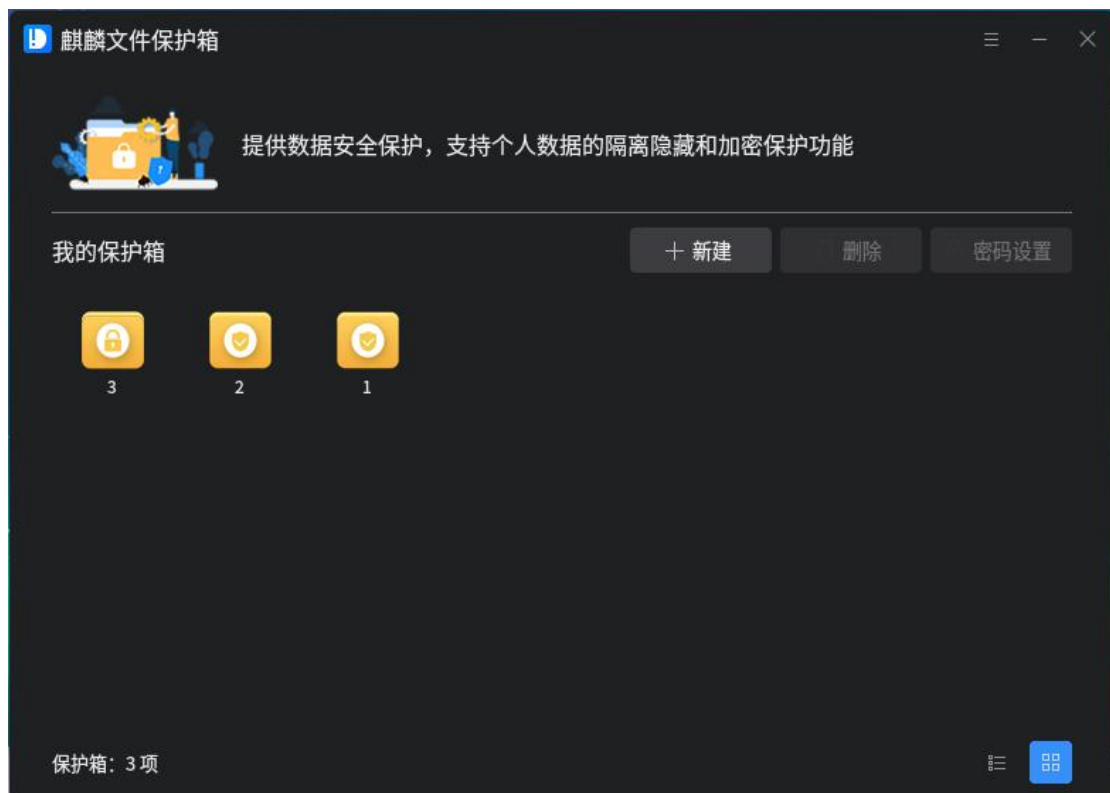 麒麟文件保护箱
提供数据安全保护，支持个人数据的隔离隐藏和加密保护功能
我的保护箱
新建
删除
密码设置
3
2
1
保护箱：3 项